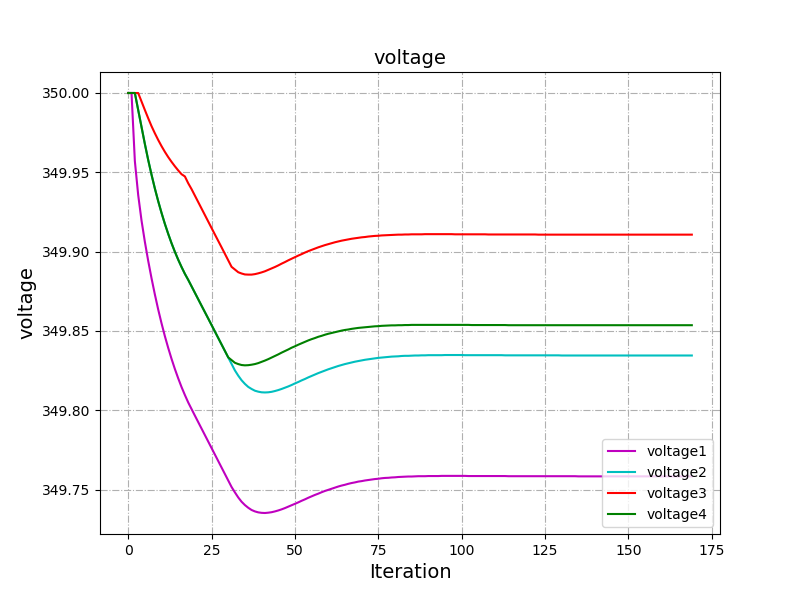 voltage
350.00
349.95
349.90
349.85
349.80
349.75
voltage
0 25 50 75 100 125 150 175
Iteration
voltage1
voltage2
voltage3
voltage4